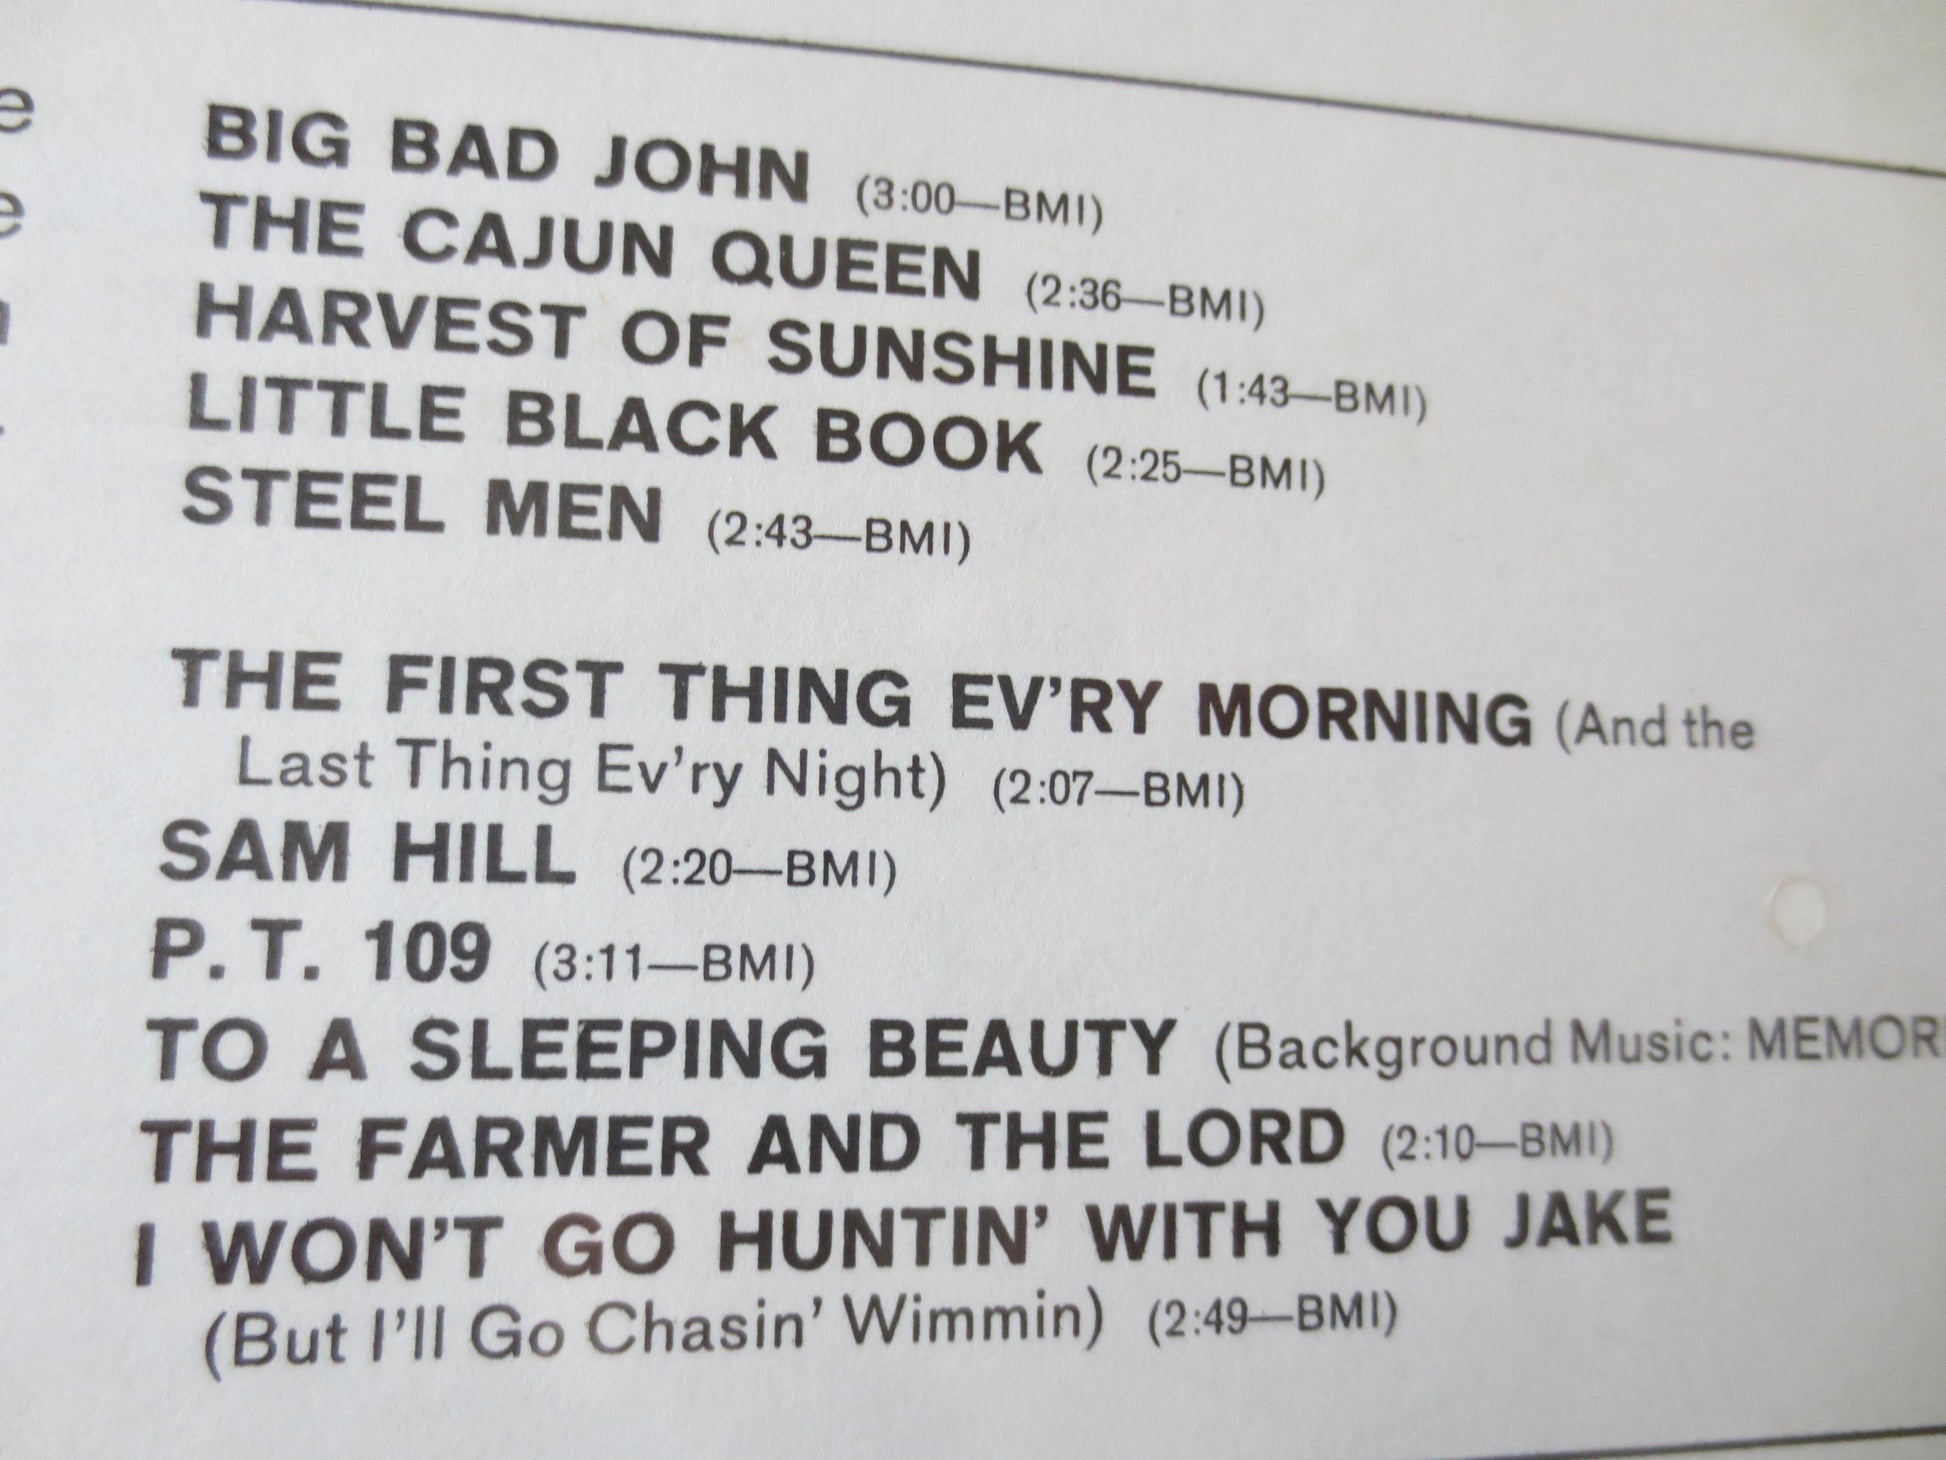 BIG BAD JOHN (3:00—BMI)
THE CAJUN QUEEN (2:36—BMI)
HARVEST OF SUNSHINE (1:43—BMI)
LITTLE BLACK BOOK (2:25—BMI)
STEEL MEN (2:43—BMI)
THE FIRST THING EV'RY MORNING (And the
Last Thing Ev'ry Night) (2:07—BMI)
SAM HILL (2:20—BMI)
P. T. 109 (3:11—BMI)
TO A SLEEPING BEAUTY (Background Music:
THE FARMER AND THE LORD (2:10—BMI)
I WON'T GO HUNTIN' WITH YOU JAKE
(But I'll Go Chasin' Wimmin) (2:49—BMI)